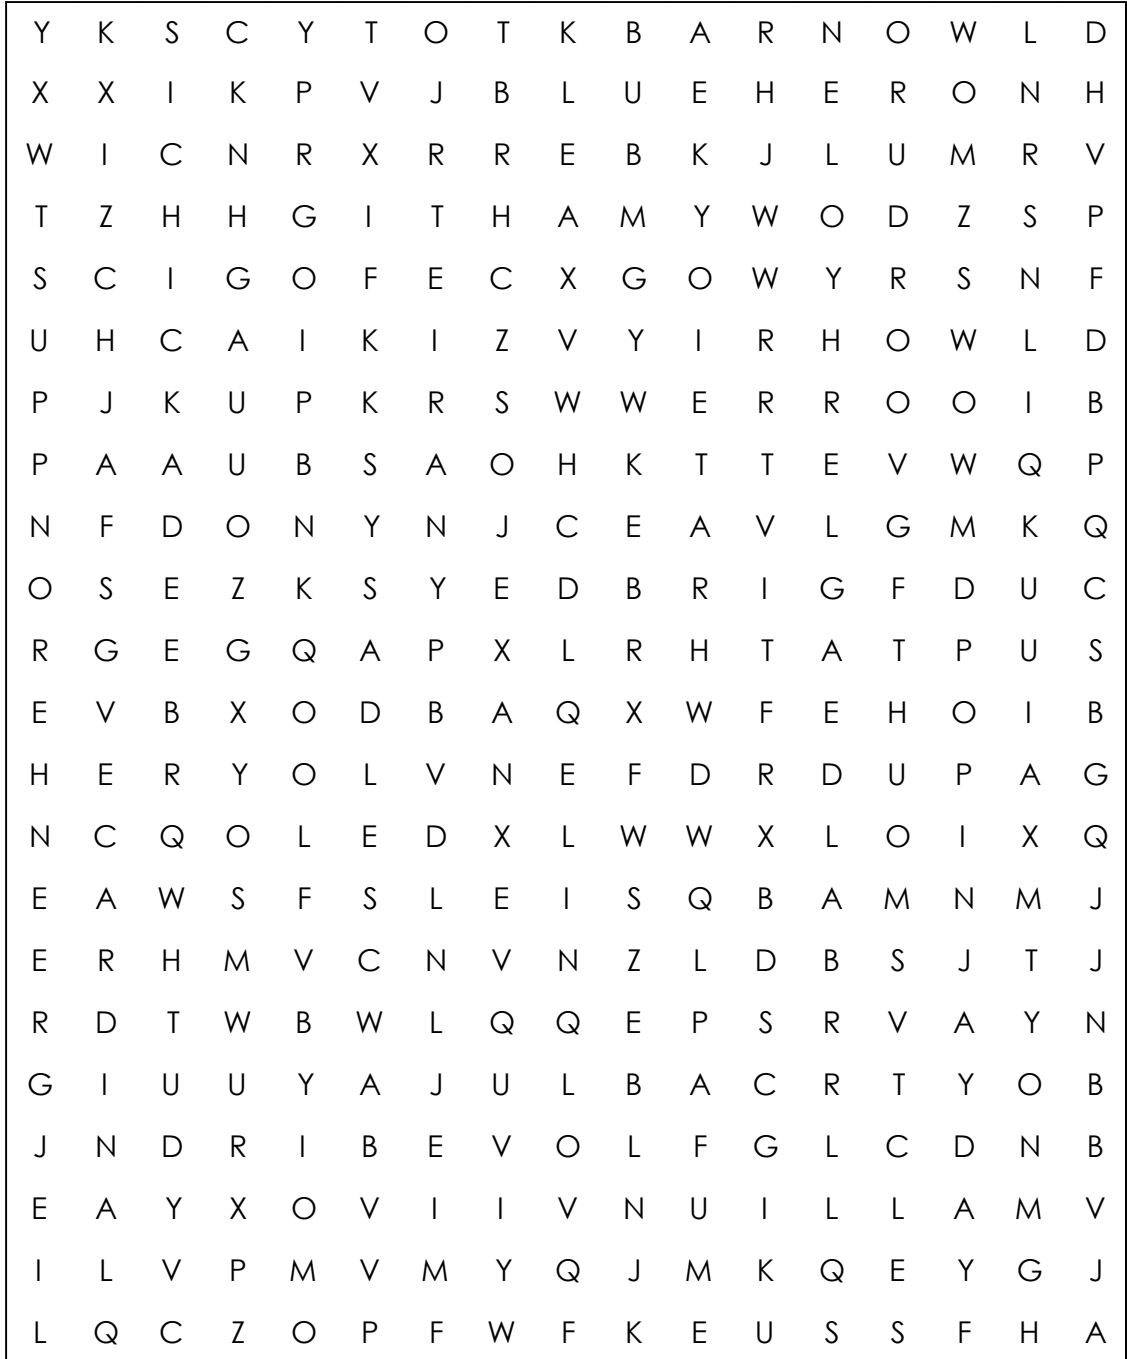 Y K S C Y T O T K B A R N O W L D
X X I K P V J B L U E H E R O N H
W I C N R X R R E B K J L U M R V
T Z H H G I T H A M Y W O D Z S P
S C I G O F E C X G O W Y R S N F
U H C A I K I Z V Y I R H O W L D
P J K U P K R S W W E R R O O I B
P A A U B S A O H K T T E V W Q P
N F D O N Y N J C E A V L G M K Q
O S E Z K S Y E D B R I G F D U C
R G E G Q A P X L R H T A T P U S
E V B X O D B A Q X W F E H O I B
H E R Y O L V N E F D R D U P A G
N C Q O L E D X L W W X L O I X Q
E A W S F S L E I S Q B A M N M J
E R H M V C N V N Z L D B S J T J
R D T W B W L Q Q E P S R V A Y N
G I U U Y A J U L B A C R T Y O B
J N D R I B E V O L F G L C D N B
E A Y X O V I I V N U I L L A M V
I L V P M V M Y Q J M K Q E Y G J
L Q C Z O P F W F K E U S S F H A